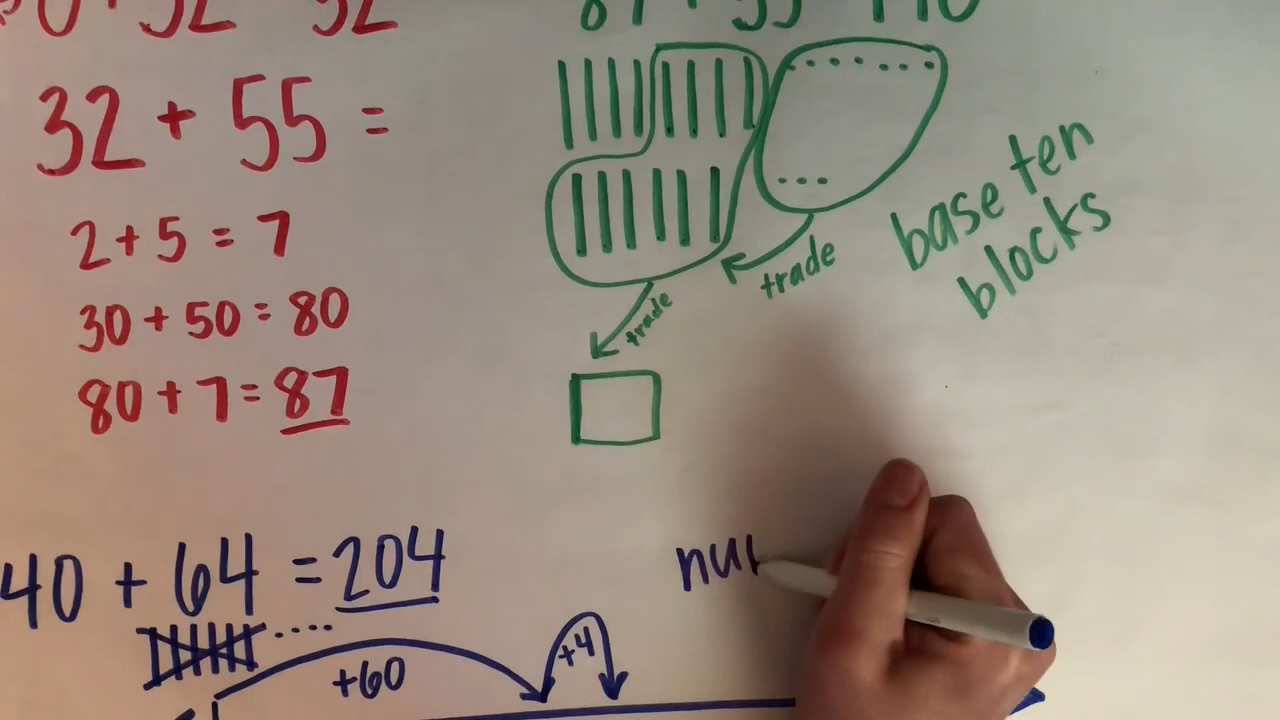 32 + 55 =
2 + 5 = 7
30 + 50 = 80
80 + 7 = 87
trade
trade
base ten
blocks
40 + 64 = 204
+60
+4
nu